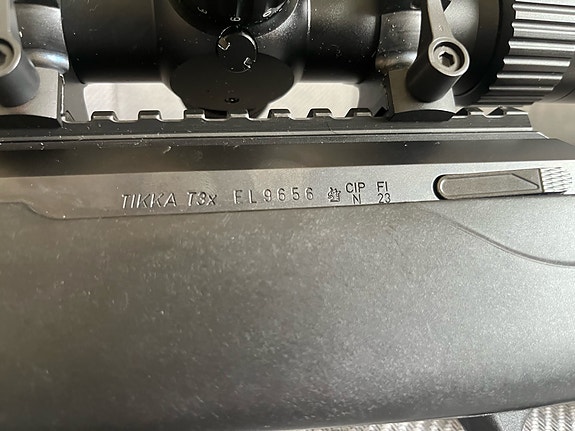 TIKKA T3x EL9656 CIP FI
N 23